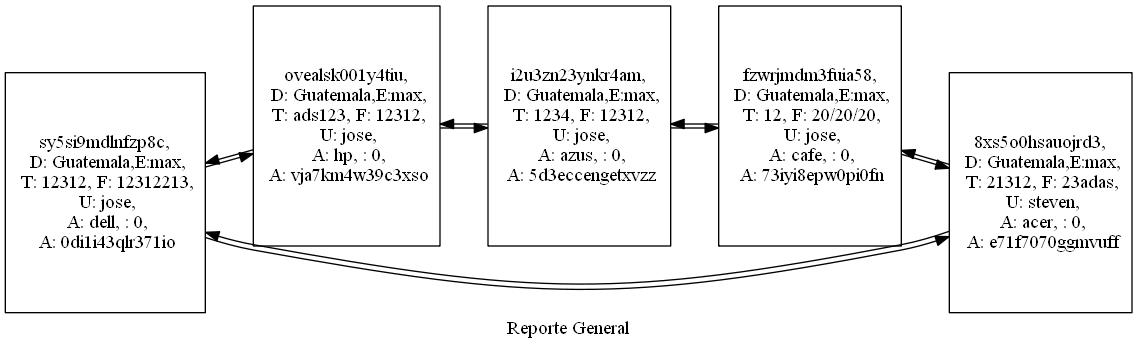 sy5si9mdlnfzp8c,
D: Guatemala,E:max,
T: 12312, F: 12312213,
U: jose,
A: dell, : 0,
A: 0di1i43qlr371io
ovealsk001y4tiu,
D: Guatemala,E:max,
T: ads123, F: 12312,
U: jose,
A: hp, : 0,
A: vja7km4w39c3xso
i2u3zn23ynkr4am,
D: Guatemala,E:max,
T: 1234, F: 12312,
U: jose,
A: azus, : 0,
A: 5d3eccengetxvzz
fzwrjmdm3fuia58,
D: Guatemala,E:max,
T: 12, F: 20/20/20,
U: jose,
A: cafe, : 0,
A: 73iyi8epw0pi0fn
8xs5o0hsauojrd3,
D: Guatemala,E:max,
T: 21312, F: 23adas,
U: steven,
A: acer, : 0,
A: e71f7070ggmvuff
Reporte General